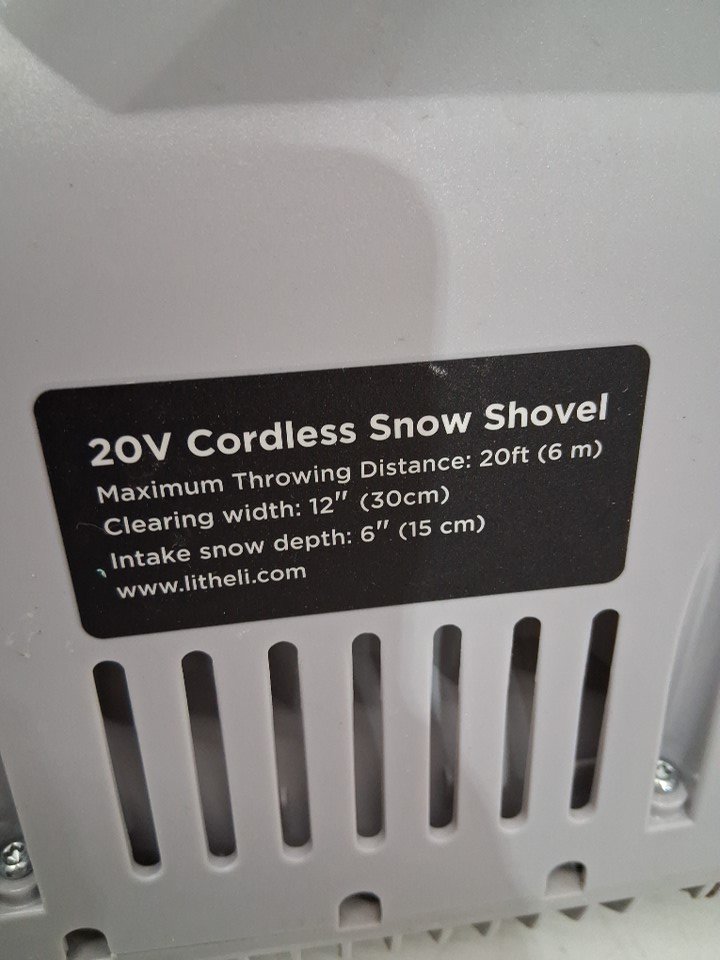 20V Cordless Snow Shovel
Maximum Throwing Distance: 20ft (6 m)
Clearing width: 12" (30cm)
Intake snow depth: 6" (15 cm)
www.litheli.com